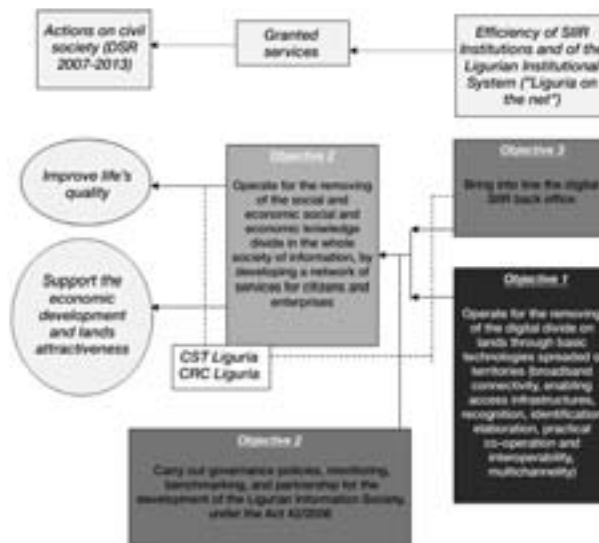 Actions on civil
society (DSR
2007-2013)
Granted
services
Efficiency of SIIR
Institutions and of the
Ligurian Institutional
System ("Liguria on
the net")
Improve life's
quality
Support the
economic
development
and lands
attractiveness
Objective 2
Operate for the removing
of the social and
economic social and
economic knowledge
divide in the whole
society of information, by
developing a network of
services for citizens and
enterprises
Objective 3
Bring into line the digital
SIIR back office
Objective 1
Operate for the removing
of the digital divide on
lands through basic
technologies spreaded
territories (broadband
connectivity, enabling
access infrastructures,
recognition, identification
elaboration, practical
co-operation and
interoperability,
multichannelity)
CST Liguria
CRC Liguria
Objective 2
Carry out governance policies, monitoring,
benchmarking, and partnership for the
development of the Ligurian Information Society,
under the Act 42/2006